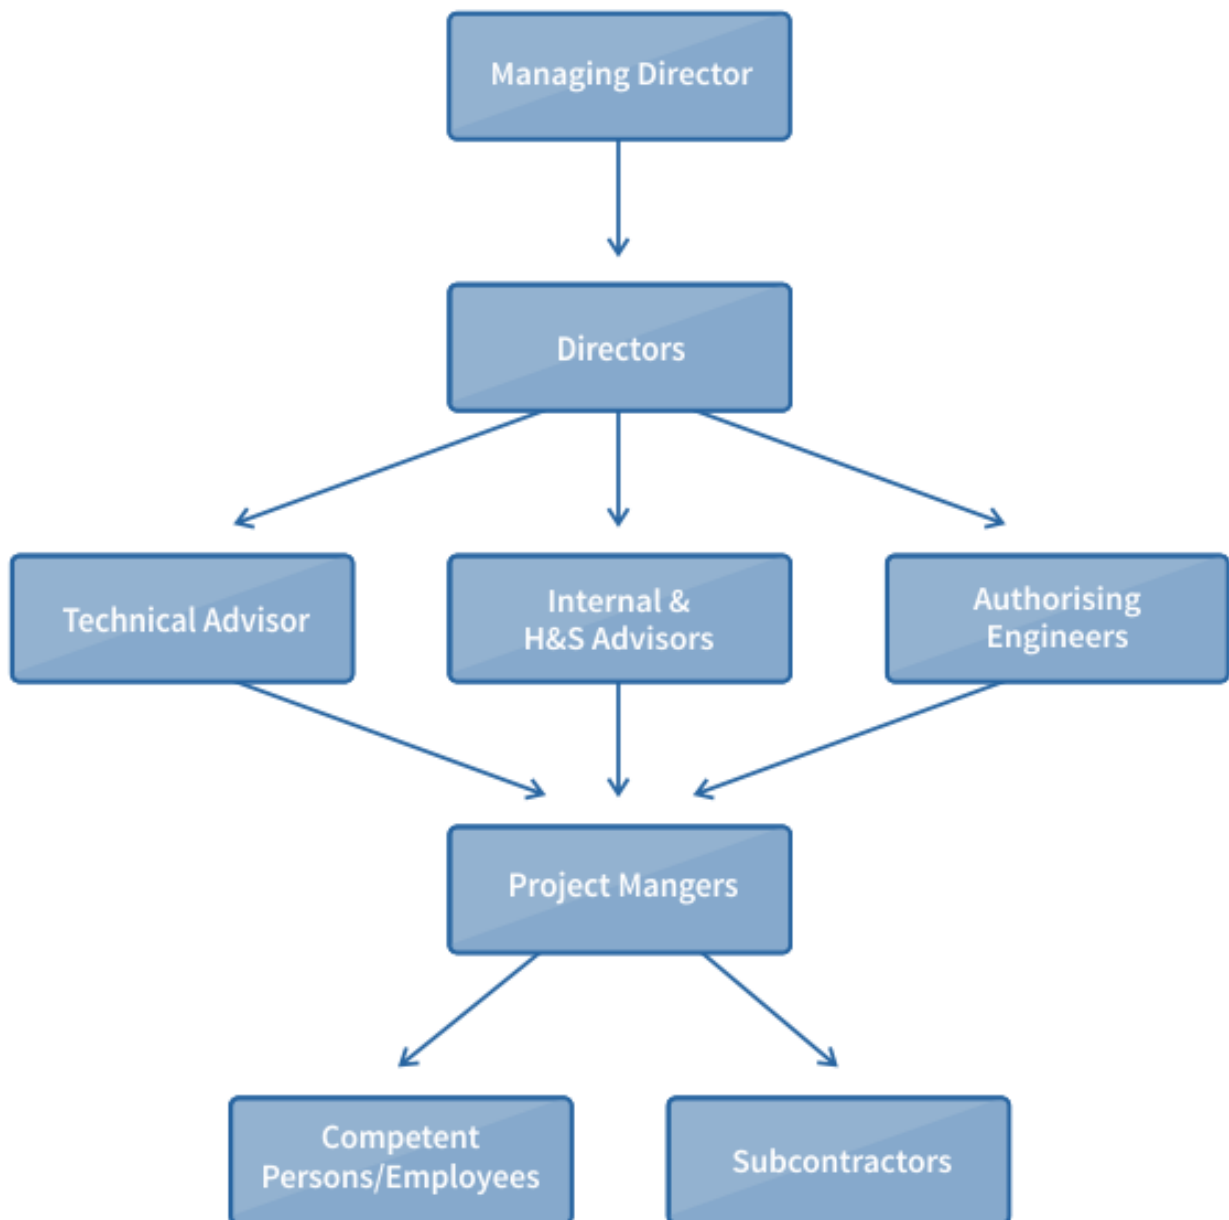 Managing Director
Directors
Technical Advisor
Internal &
H&S Advisors
Authorising
Engineers
Project Mangers
Competent
Persons/Employees
Subcontractors